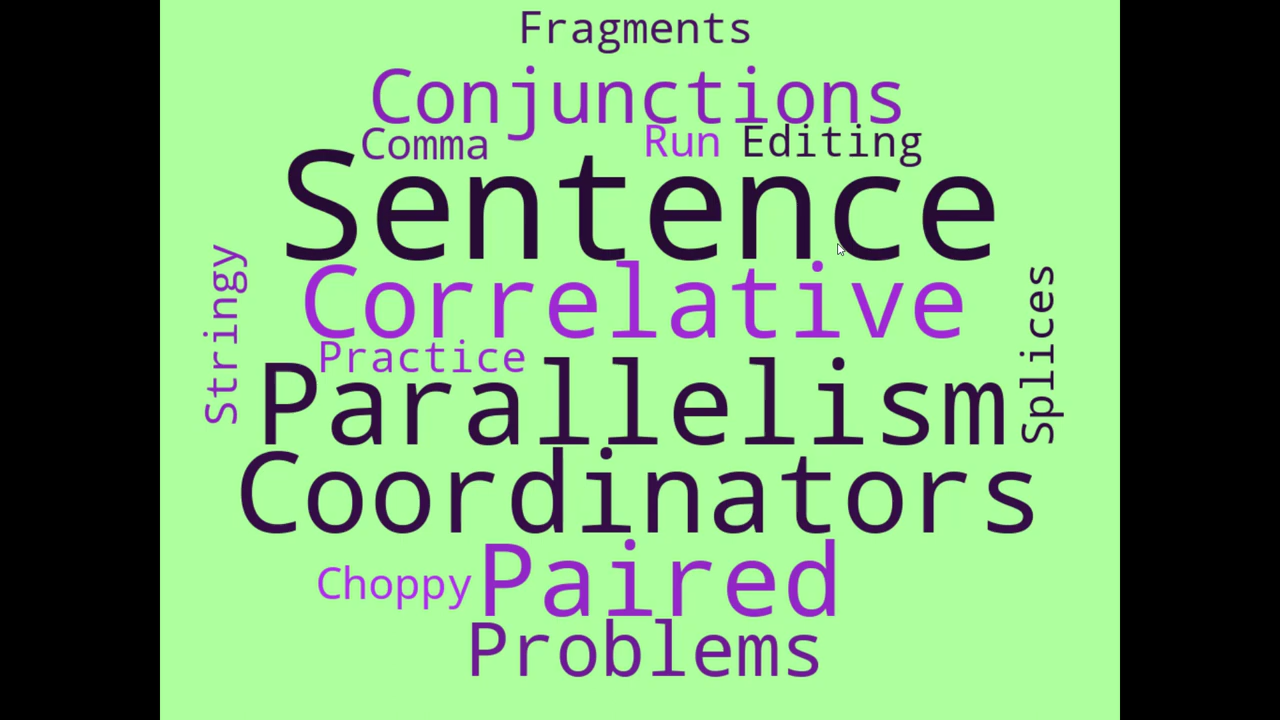 Fragments
Conjunctions
Comma Run Editing
Sentence
Stringy
Correlative
Splices
Practice
Parallelism
Coordinators
Choppy Paired
Problems